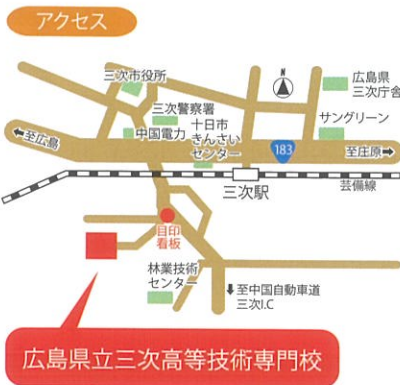 アクセス
三次市役所
N
広島県
三次庁舎
三次警察署
サングリーン
中国電力
十日市
きんさい
センター
←至広島
183
至庄原→
三次駅
芸備線
目印
看板
林業技術
センター
↓至中国自動車道
三次I.C
広島県立三次高等技術専門校